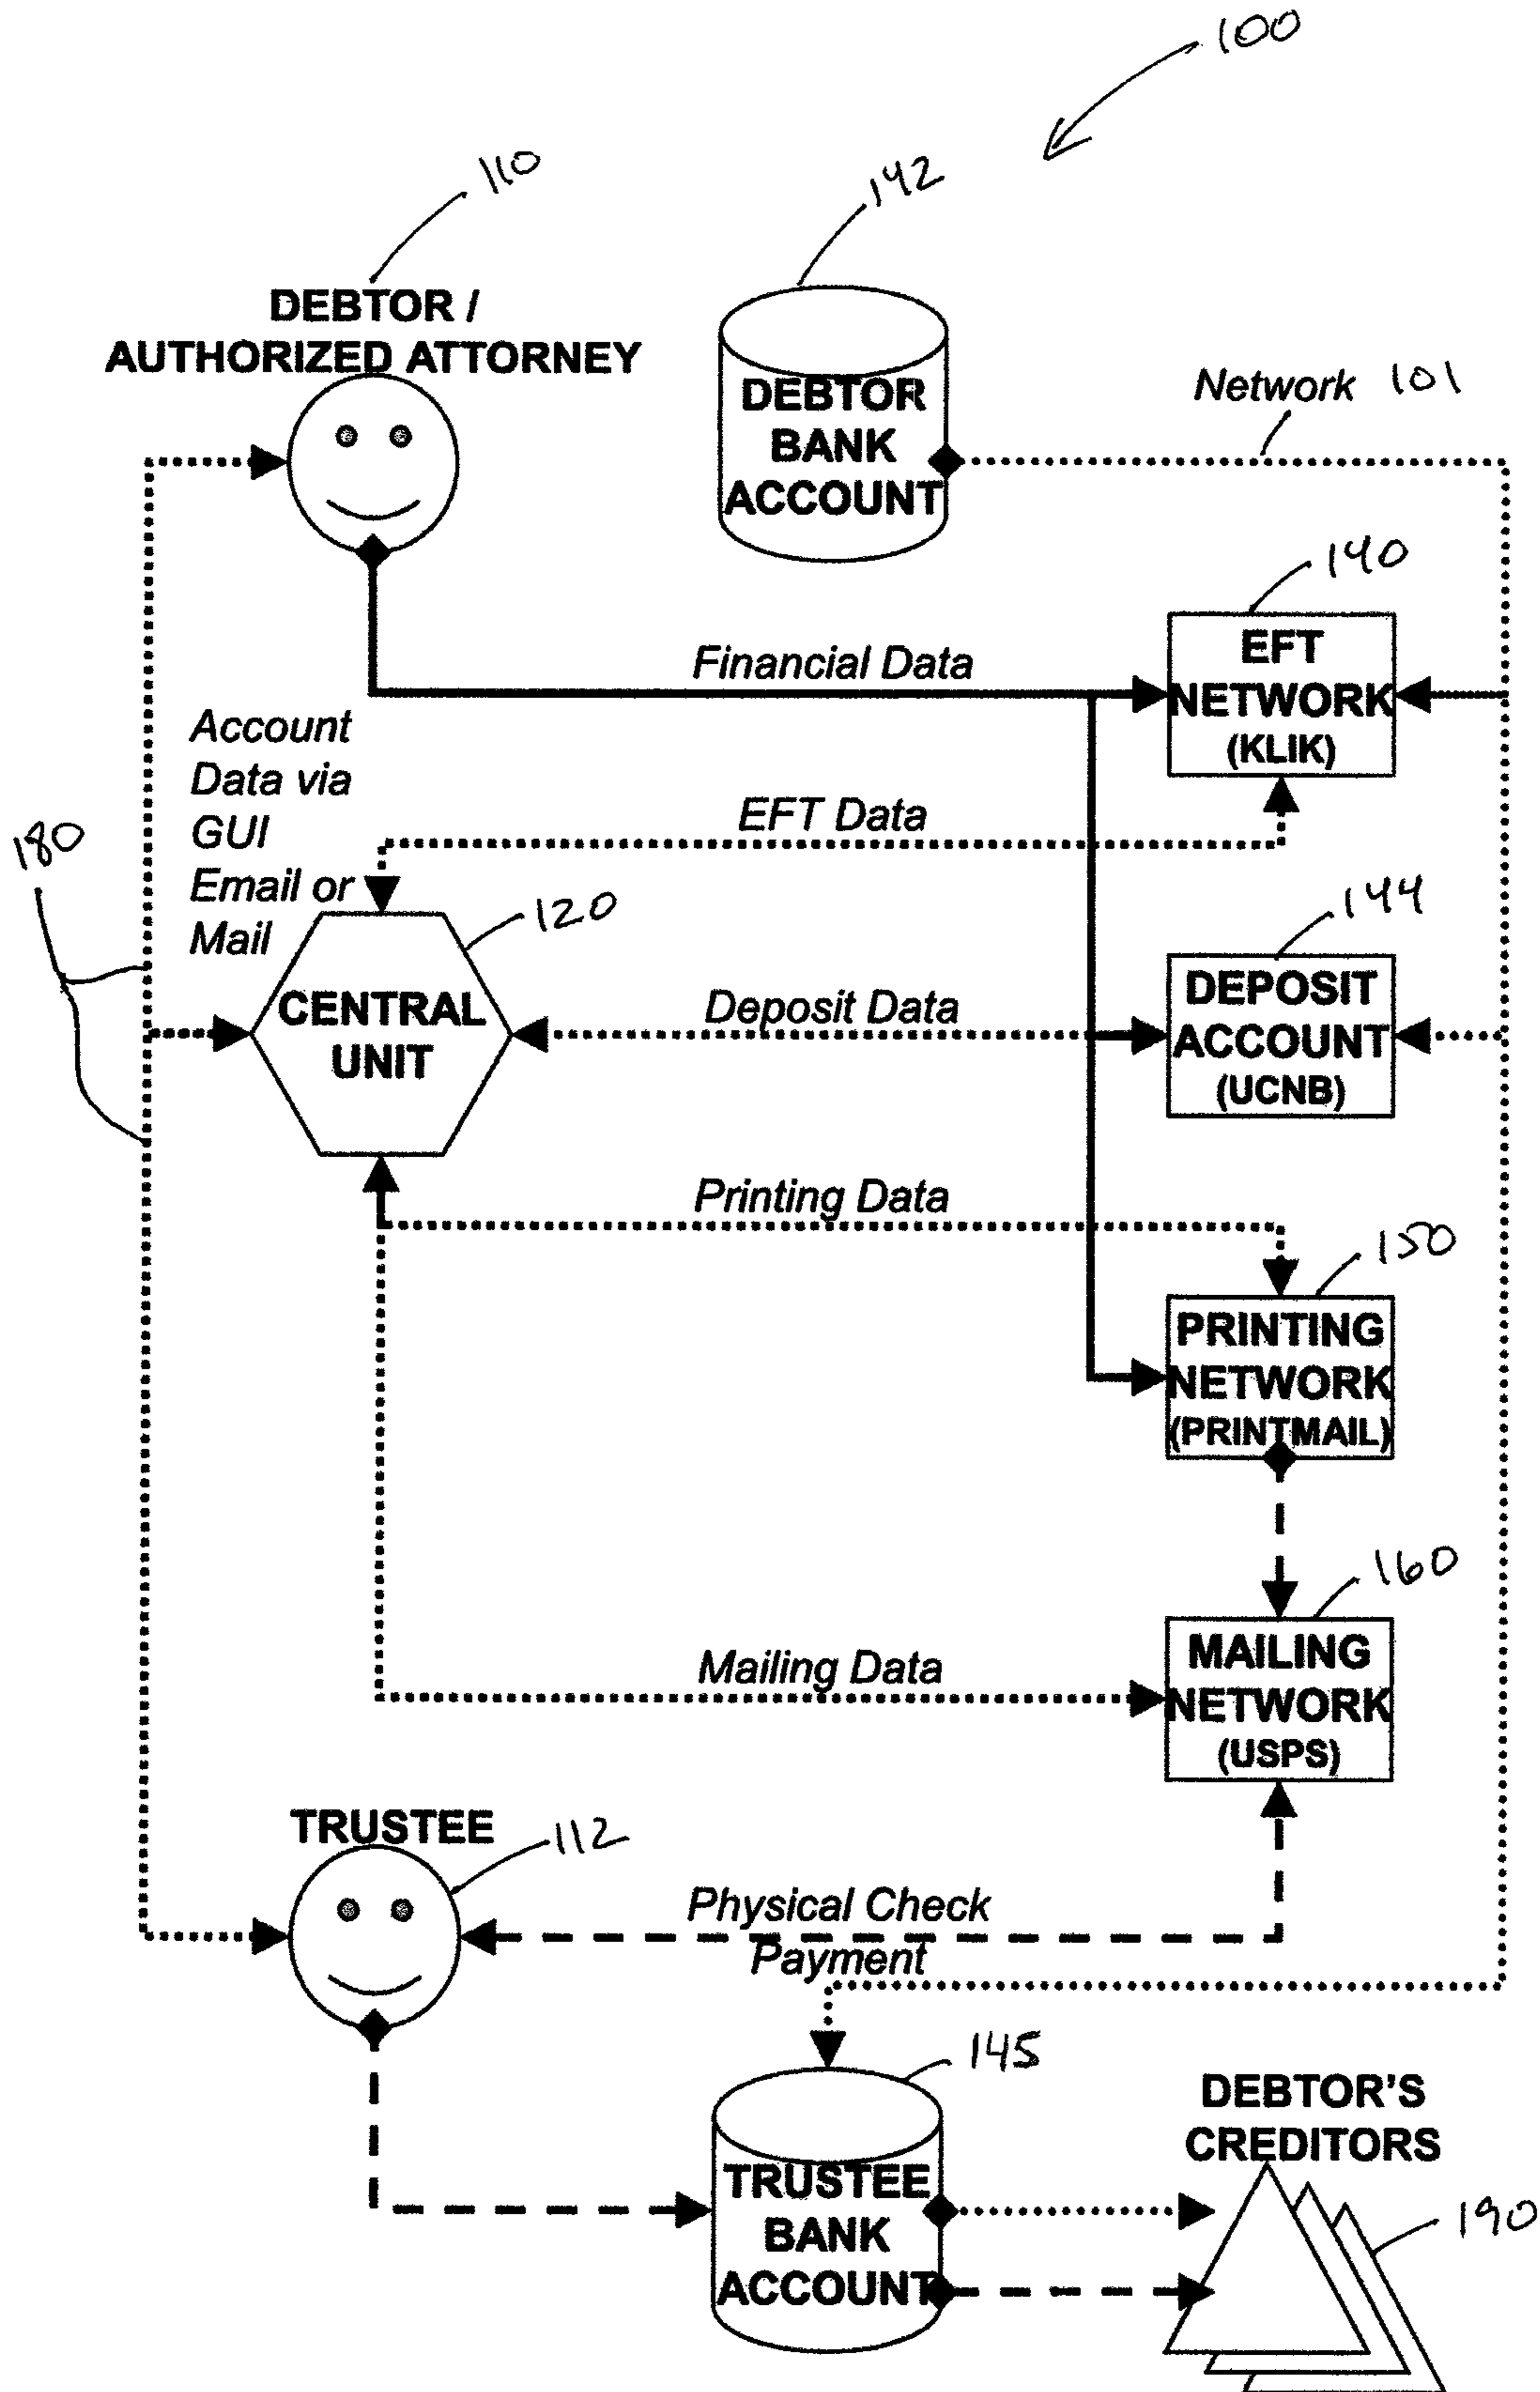 100
110
142
DEBTOR /
AUTHORIZED ATTORNEY
DEBTOR
BANK
ACCOUNT
Network 101
140
EFT
NETWORK
(KLIK)
Financial Data
Account
Data via
GUI
Email or
Mail
180
EFT Data
120
CENTRAL
UNIT
144
Deposit Data
DEPOSIT
ACCOUNT
(UCNB)
Printing Data
150
PRINTING
NETWORK
(PRINTMAIL)
160
Mailing Data
MAILING
NETWORK
(USPS)
TRUSTEE
112
Physical Check
Payment
145
TRUSTEE
BANK
ACCOUNT
DEBTOR'S
CREDITORS
190